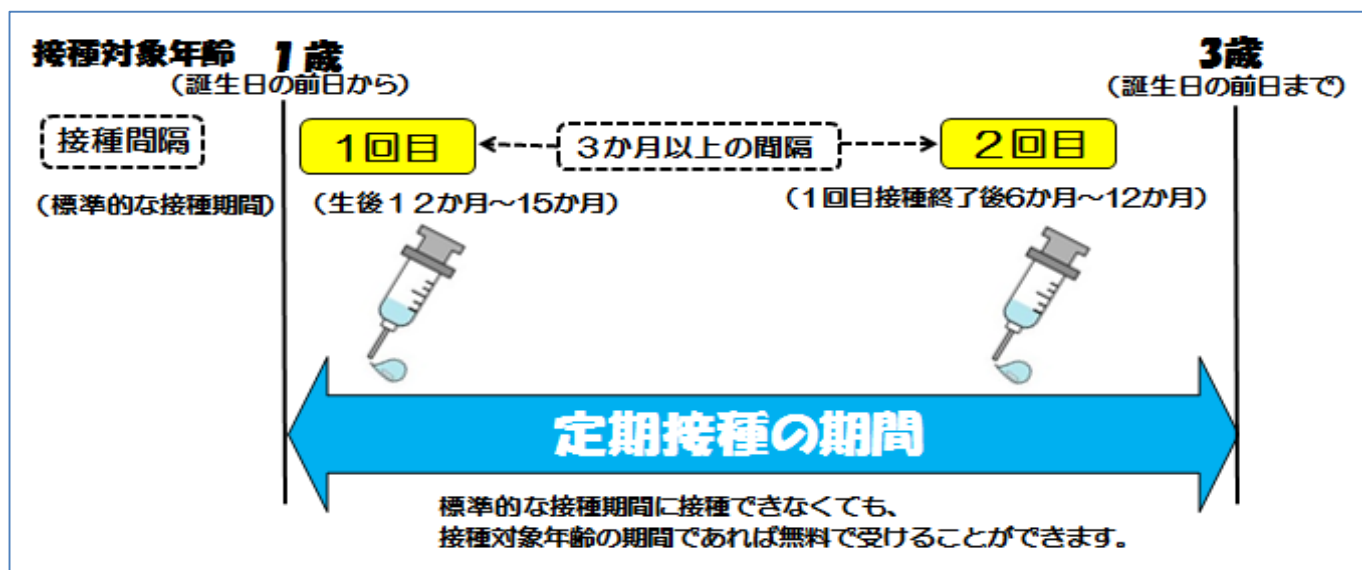 接種対象年齢 1歳 3歳
（誕生日の前日から） （誕生日の前日まで）
接種間隔 1回目 3か月以上の間隔 2回目
（標準的な接種期間） （生後12か月～15か月） （1回目接種終了後6か月～12か月）
定期接種の期間
標準的な接種期間に接種できなくても、
接種対象年齢の期間であれば無料で受けることができます。